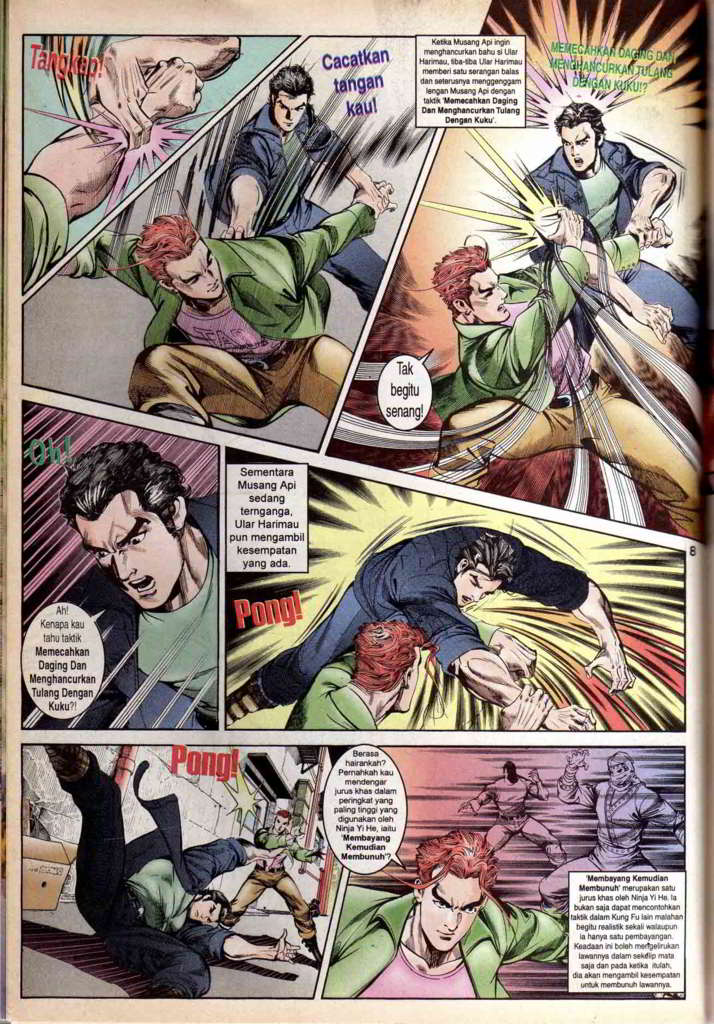 Tangkap!
Cacatkan
tangan
kau!
Ketika Musang Api ingin
menghancurkan bahu si Ular
Harimau, tiba-tiba Ular Harimau
memberi satu serangan balas
dan seterusnya menggenggam
lengan Musang Api dengan
taktik 'Memecahkan Daging
Dan Menghancurkan Tulang
Dengan Kuku'.
MEMECAHKAN DAGING DAN
MENGHANCURKAN TULANG
DENGAN KUKU!?
Tak
begitu
senang!
Oh!
Ah!
Kenapa kau
tahu taktik
Memecahkan
Daging Dan
Menghancurkan
Tulang Dengan
Kuku?!
Sementara
Musang Api
sedang
ternganga,
Ular Harimau
pun mengambil
kesempatan
yang ada.
Pong!
8
Pong!
Berasa
hairankah?
Pernahkah kau
mendengar
jurus khas dalam
peringkat yang
paling tinggi yang
digunakan oleh
Ninja Yi He, iaitu
'Membayang
Kemudian
Membunuh'?
'Membayang Kemudian
Membunuh' merupakan satu
jurus khas oleh Ninja Yi He. Ia
bukan saja dapat mencontohkan
taktik dalam Kung Fu lain malahan
begitu realistik sekali walaupun
ia hanya satu pembayangan.
Keadaan ini boleh mengelirukan
lawannya dalam sekelip mata
saja dan pada ketika itulah,
dia akan mengambil kesempatan
untuk membunuh lawannya.